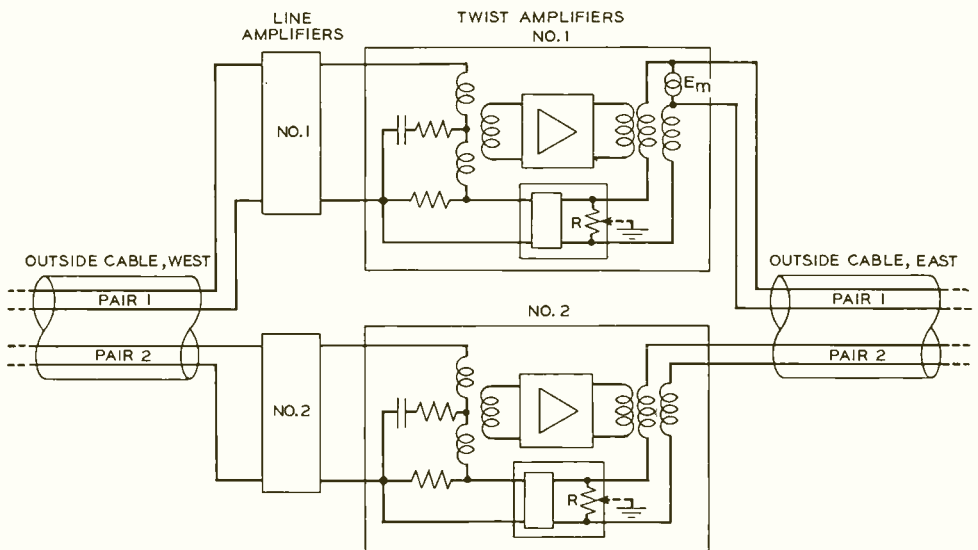 LINE
AMPLIFIERS
TWIST AMPLIFIERS
NO. 1
NO. 1
Em
R
OUTSIDE CABLE, WEST
PAIR 1
PAIR 2
OUTSIDE CABLE, EAST
PAIR 1
PAIR 2
NO. 2
NO. 2
R